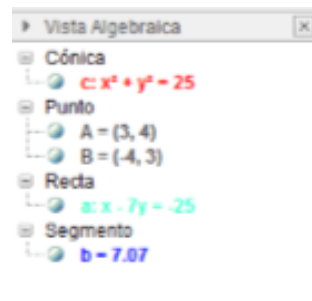 Vista Algebraica
Cónica
c: x² + y² = 25
Punto
A = (3, 4)
B = (-4, 3)
Recta
a: x - 7y = -25
Segmento
b = 7.07